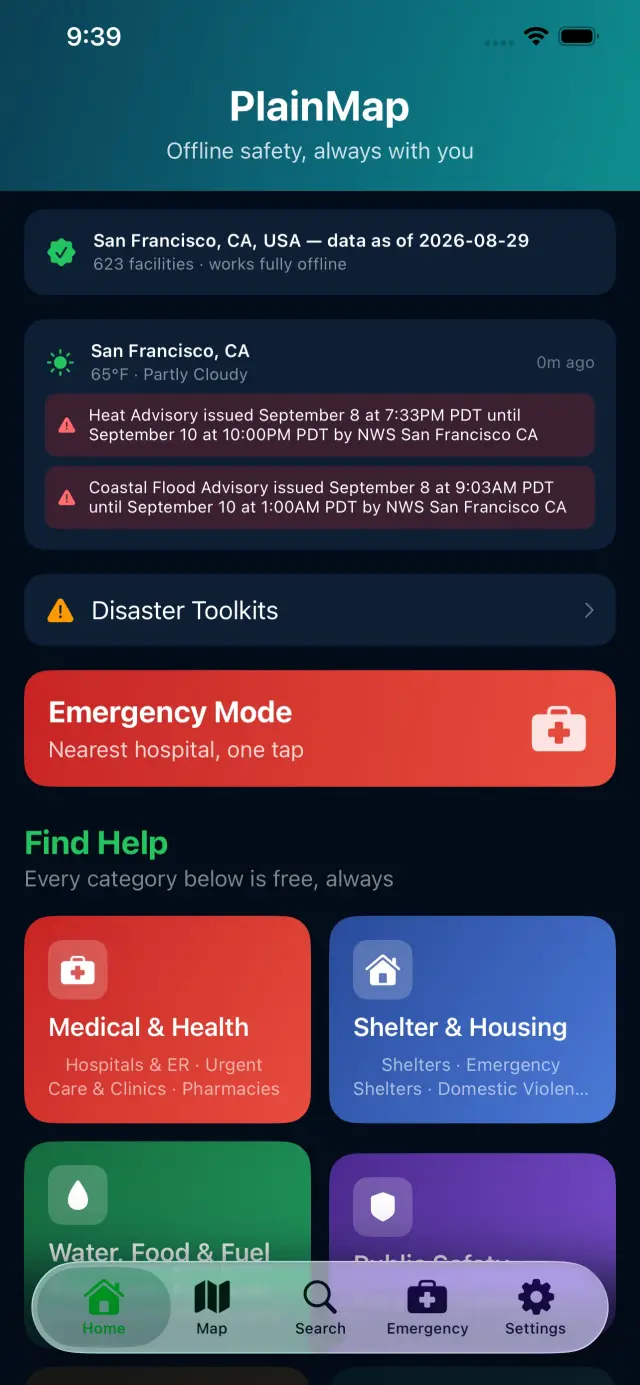 9:39
PlainMap
Offline safety, always with you
San Francisco, CA, USA — data as of 2026-08-29
623 facilities · works fully offline
San Francisco, CA
65°F · Partly Cloudy
0m ago
Heat Advisory issued September 8 at 7:33PM PDT until
September 10 at 10:00PM PDT by NWS San Francisco CA
Coastal Flood Advisory issued September 8 at 9:03AM PDT
until September 10 at 1:00AM PDT by NWS San Francisco CA
Disaster Toolkits
Emergency Mode
Nearest hospital, one tap
Find Help
Every category below is free, always
Medical & Health
Hospitals & ER · Urgent
Care & Clinics · Pharmacies
Shelter & Housing
Shelters · Emergency
Shelters · Domestic Violen...
Water, Food & Fuel
Public Safety
Home
Map
Search
Emergency
Settings